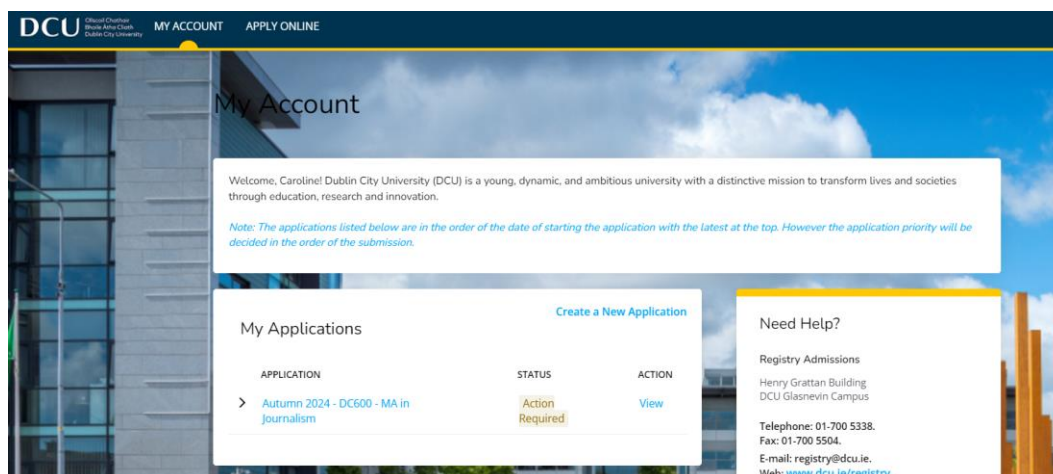 DCU
Ollscoil Chathair
Bhaile Átha Cliath
Dublin City University
MY ACCOUNT
APPLY ONLINE
My Account
Welcome, Caroline! Dublin City University (DCU) is a young, dynamic, and ambitious university with a distinctive mission to transform lives and societies
through education, research and innovation.
Note: The applications listed below are in the order of the date of starting the application with the latest at the top. However the application priority will be
decided in the order of the submission.
Create a New Application
My Applications
APPLICATION STATUS ACTION
Autumn 2024 - DC600 - MA in Action View
Journalism Required
Need Help?
Registry Admissions
Henry Grattan Building
DCU Glasnevin Campus
Telephone: 01-700 5338.
Fax: 01-700 5504.
E-mail: registry@dcu.ie.
Web: www.dcu.ie/registry